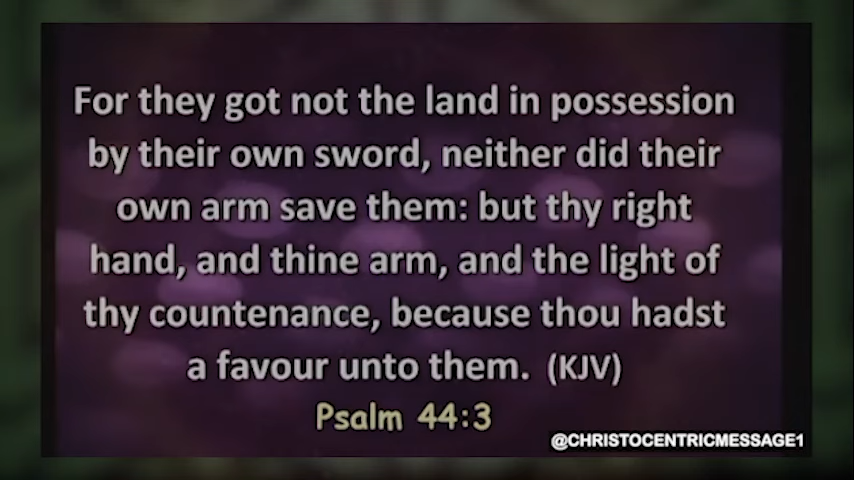 For they got not the land in possession
by their own sword, neither did their
own arm save them: but thy right
hand, and thine arm, and the light of
thy countenance, because thou hadst
a favour unto them. (KJV)
Psalm 44:3
@CHRISTOCENTRICMESSAGE1